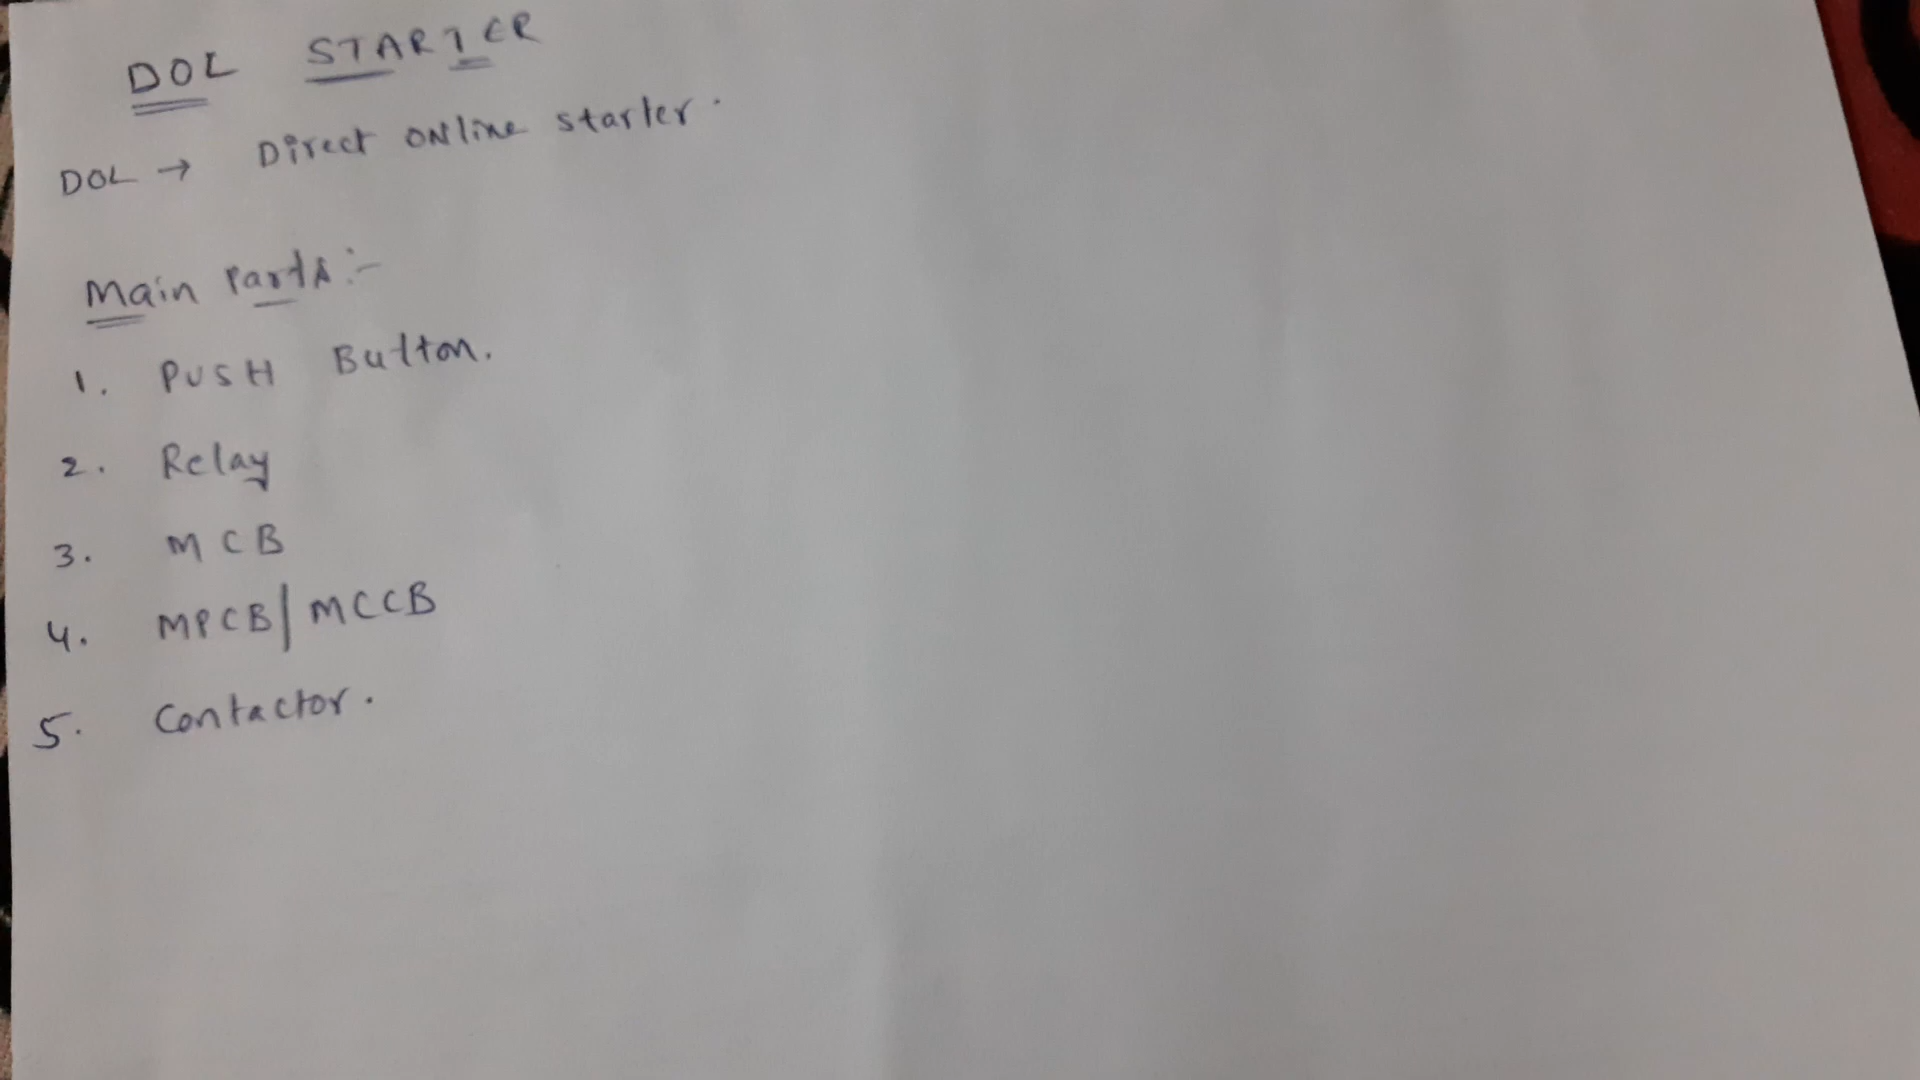 DOL STARTER
DOL → Direct ONline starter.
Main Parts:-
1. PUSH Button.
2. Relay
3. MCB
4. MPCB/MCCB
5. Contactor.